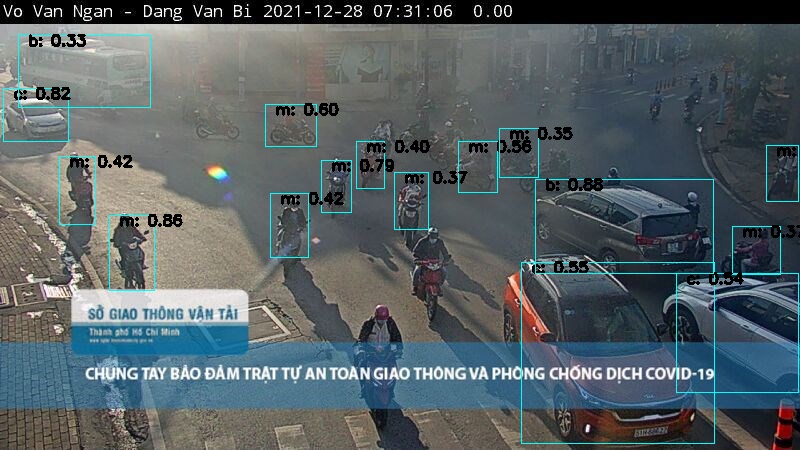 Vo Van Ngan - Dang Van Bi 2021-12-28 07:31:06 0.00
b: 0.33
c: 0.82
m: 0.60
m: 0.35
m: 0.40
m: 0.56
m:
m: 0.42
m: 0.79
m: 0.37
b: 0.88
m: 0.42
m: 0.86
m: 0.37
c: 0.55
c: 0.54
SỞ GIAO THÔNG VẬN TẢI
Thành phố Hồ Chí Minh
CHUNG TAY BẢO ĐẢM TRẬT TỰ AN TOÀN GIAO THÔNG VÀ PHÒNG CHỐNG DỊCH COVID-19